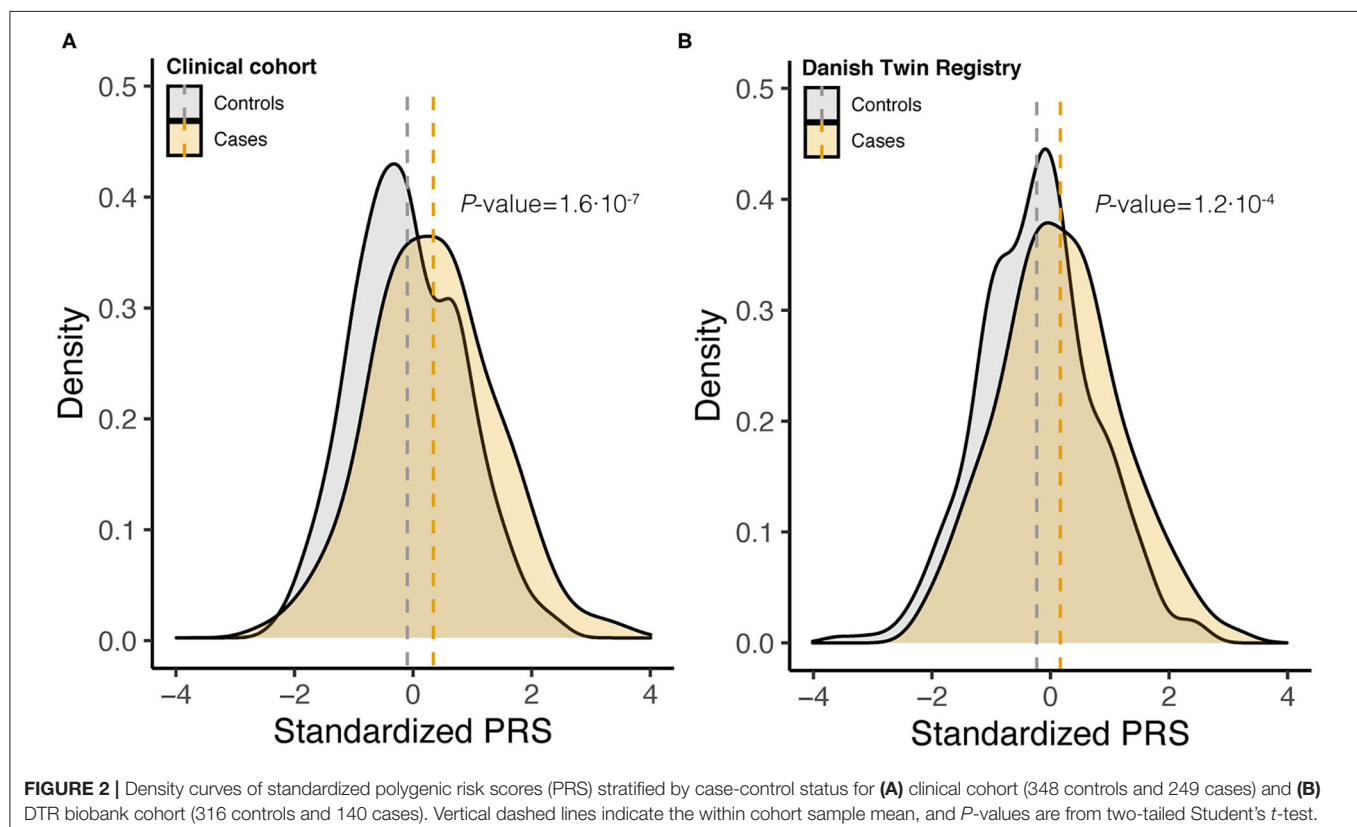 A
Clinical cohort
Controls
Cases
P-value=1.6·10⁻⁷
Density
0.5
0.4
0.3
0.2
0.1
0.0
−4 −2 0 2 4
Standardized PRS
B
Danish Twin Registry
Controls
Cases
P-value=1.2·10⁻⁴
Density
0.5
0.4
0.3
0.2
0.1
0.0
−4 −2 0 2 4
Standardized PRS
FIGURE 2 | Density curves of standardized polygenic risk scores (PRS) stratified by case-control status for (A) clinical cohort (348 controls and 249 cases) and (B)
DTR biobank cohort (316 controls and 140 cases). Vertical dashed lines indicate the within cohort sample mean, and P-values are from two-tailed Student’s t-test.